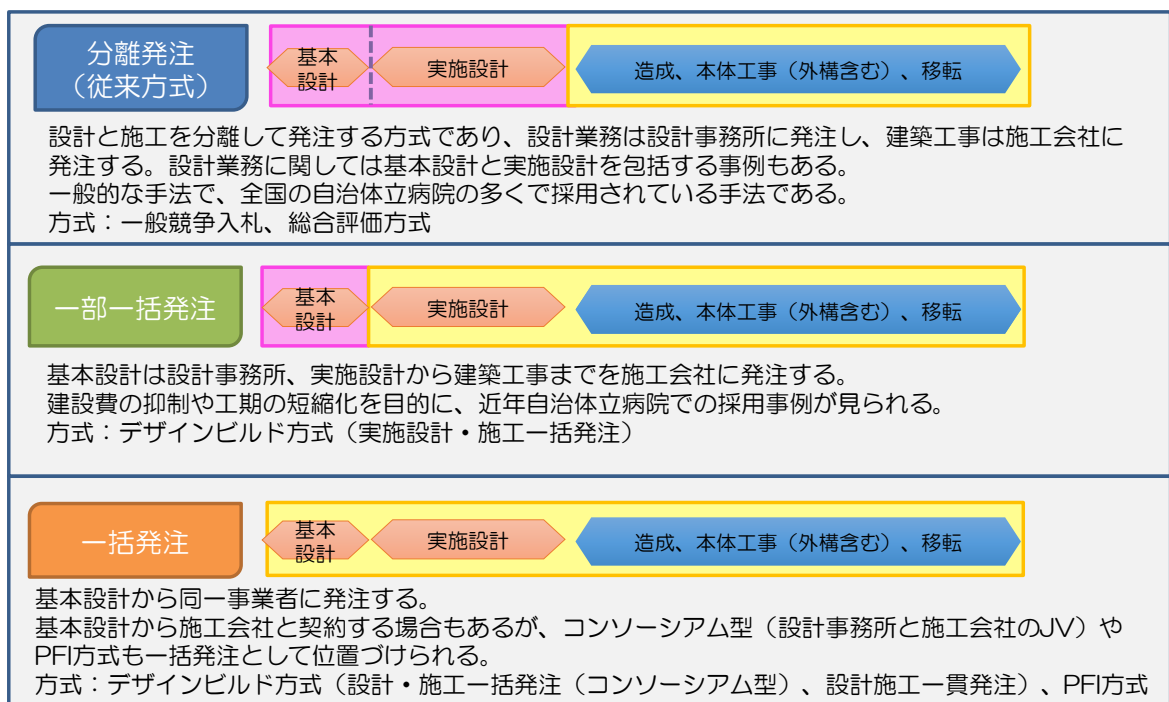 分離発注
（従来方式）
基本
設計
実施設計
造成、本体工事（外構含む）、移転
設計と施工を分離して発注する方式であり、設計業務は設計事務所に発注し、建築工事は施工会社に
発注する。設計業務に関しては基本設計と実施設計を包括する事例もある。
一般的な手法で、全国の自治体立病院の多くで採用されている手法である。
方式：一般競争入札、総合評価方式
一部一括発注
基本
設計
実施設計
造成、本体工事（外構含む）、移転
基本設計は設計事務所、実施設計から建築工事までを施工会社に発注する。
建設費の抑制や工期の短縮化を目的に、近年自治体立病院での採用事例が見られる。
方式：デザインビルド方式（実施設計・施工一括発注）
一括発注
基本
設計
実施設計
造成、本体工事（外構含む）、移転
基本設計から同一事業者に発注する。
基本設計から施工会社と契約する場合もあるが、コンソーシアム型（設計事務所と施工会社のJV）や
PFI方式も一括発注として位置づけられる。
方式：デザインビルド方式（設計・施工一括発注（コンソーシアム型）、設計施工一貫発注）、PFI方式